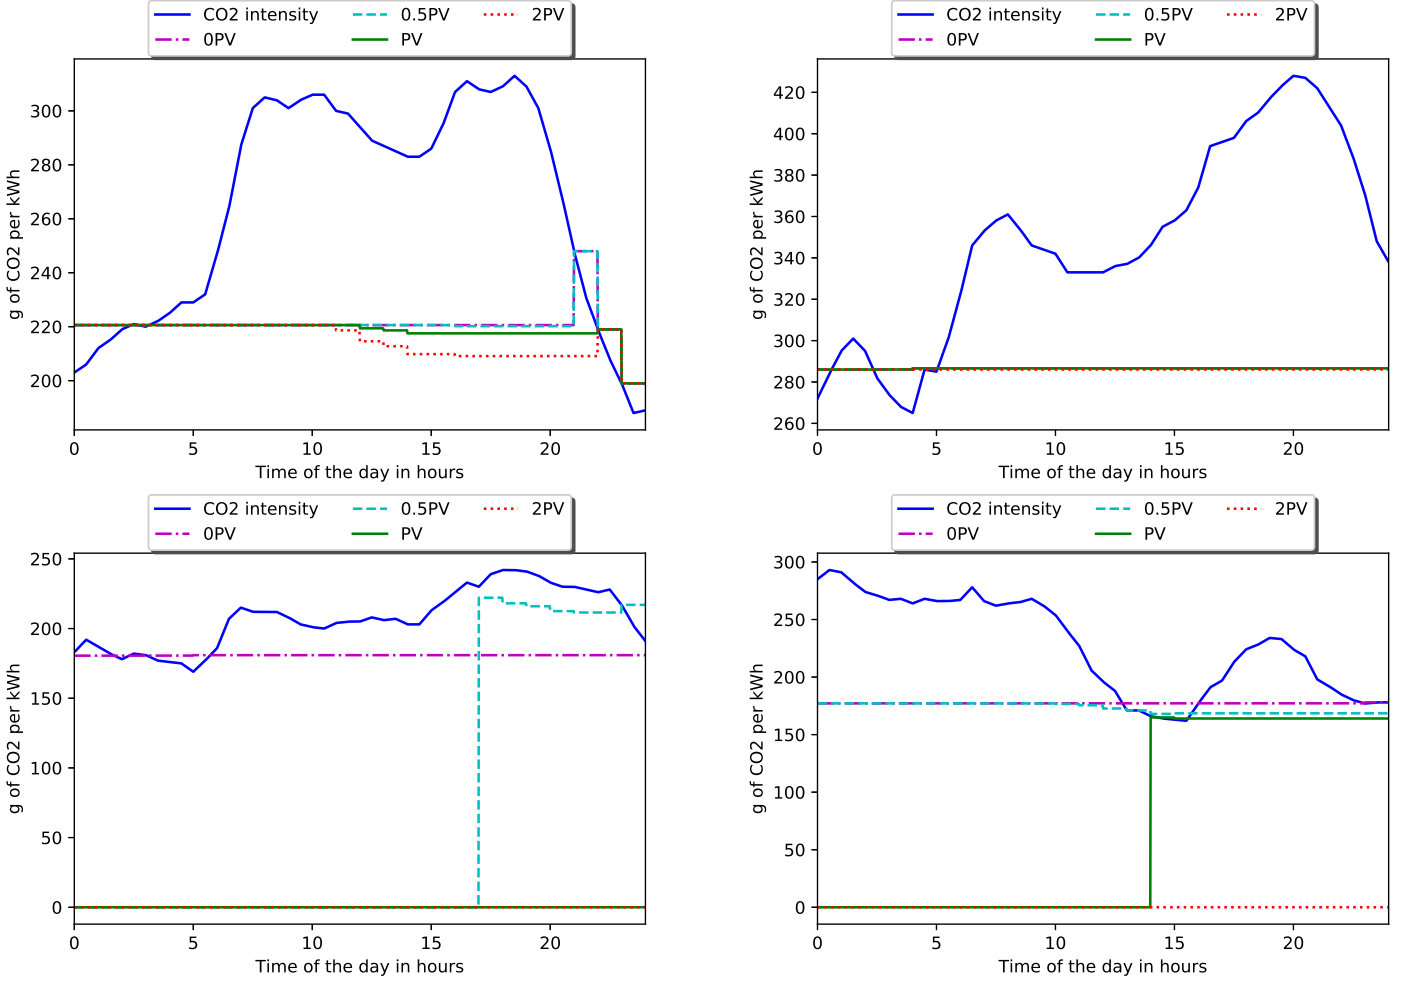 CO2 intensity 0.5PV 2PV
0PV PV
300
280
260
240
220
200
g of CO2 per kWh
0 5 10 15 20
Time of the day in hours
CO2 intensity 0.5PV 2PV
0PV PV
420
400
380
360
340
320
300
280
260
g of CO2 per kWh
0 5 10 15 20
Time of the day in hours
CO2 intensity 0.5PV 2PV
0PV PV
250
200
150
100
50
0
g of CO2 per kWh
0 5 10 15 20
Time of the day in hours
CO2 intensity 0.5PV 2PV
0PV PV
300
250
200
150
100
50
0
g of CO2 per kWh
0 5 10 15 20
Time of the day in hours